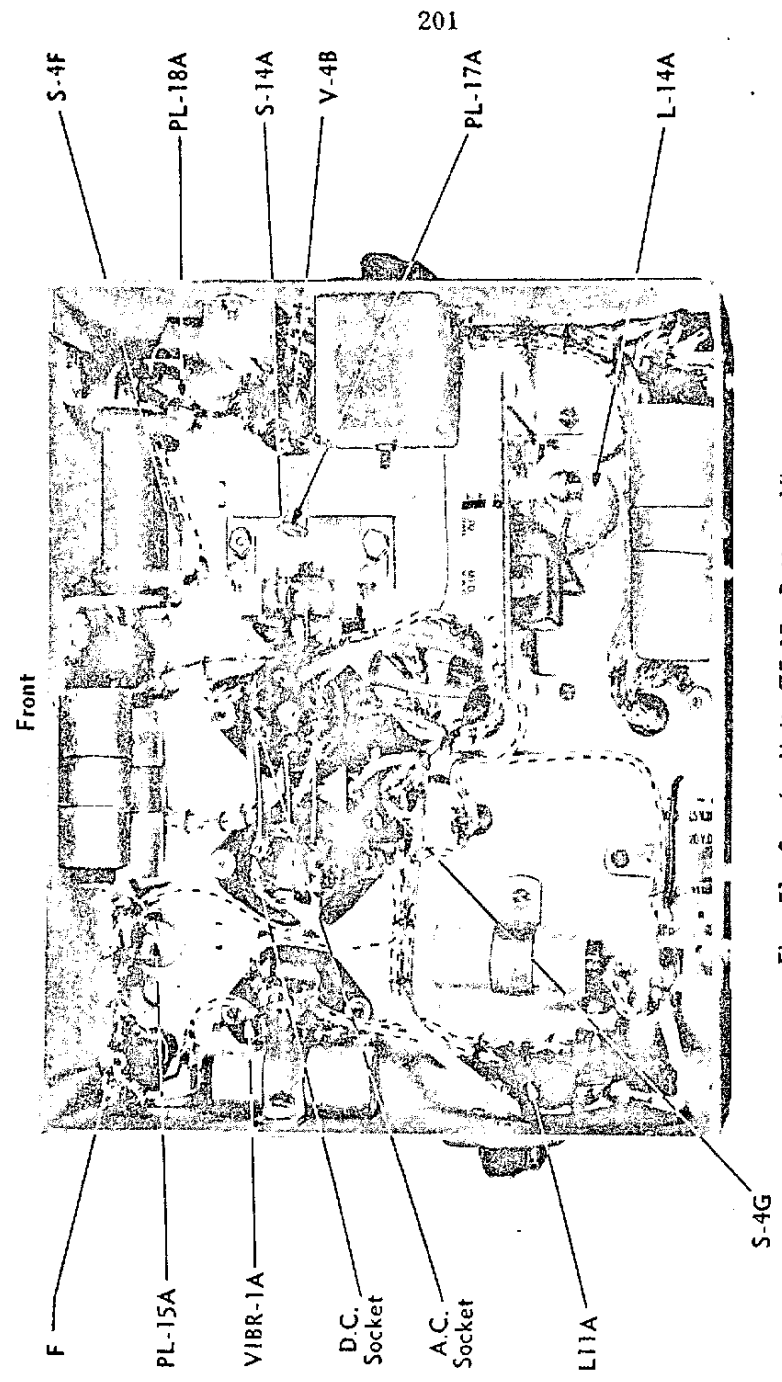 201
S-4F
PL-18A
S-14A
V-4B
PL-17A
L-14A
Front
F
PL-15A
VIBR-1A
D.C.
Socket
A.C.
Socket
L11A
S-4G